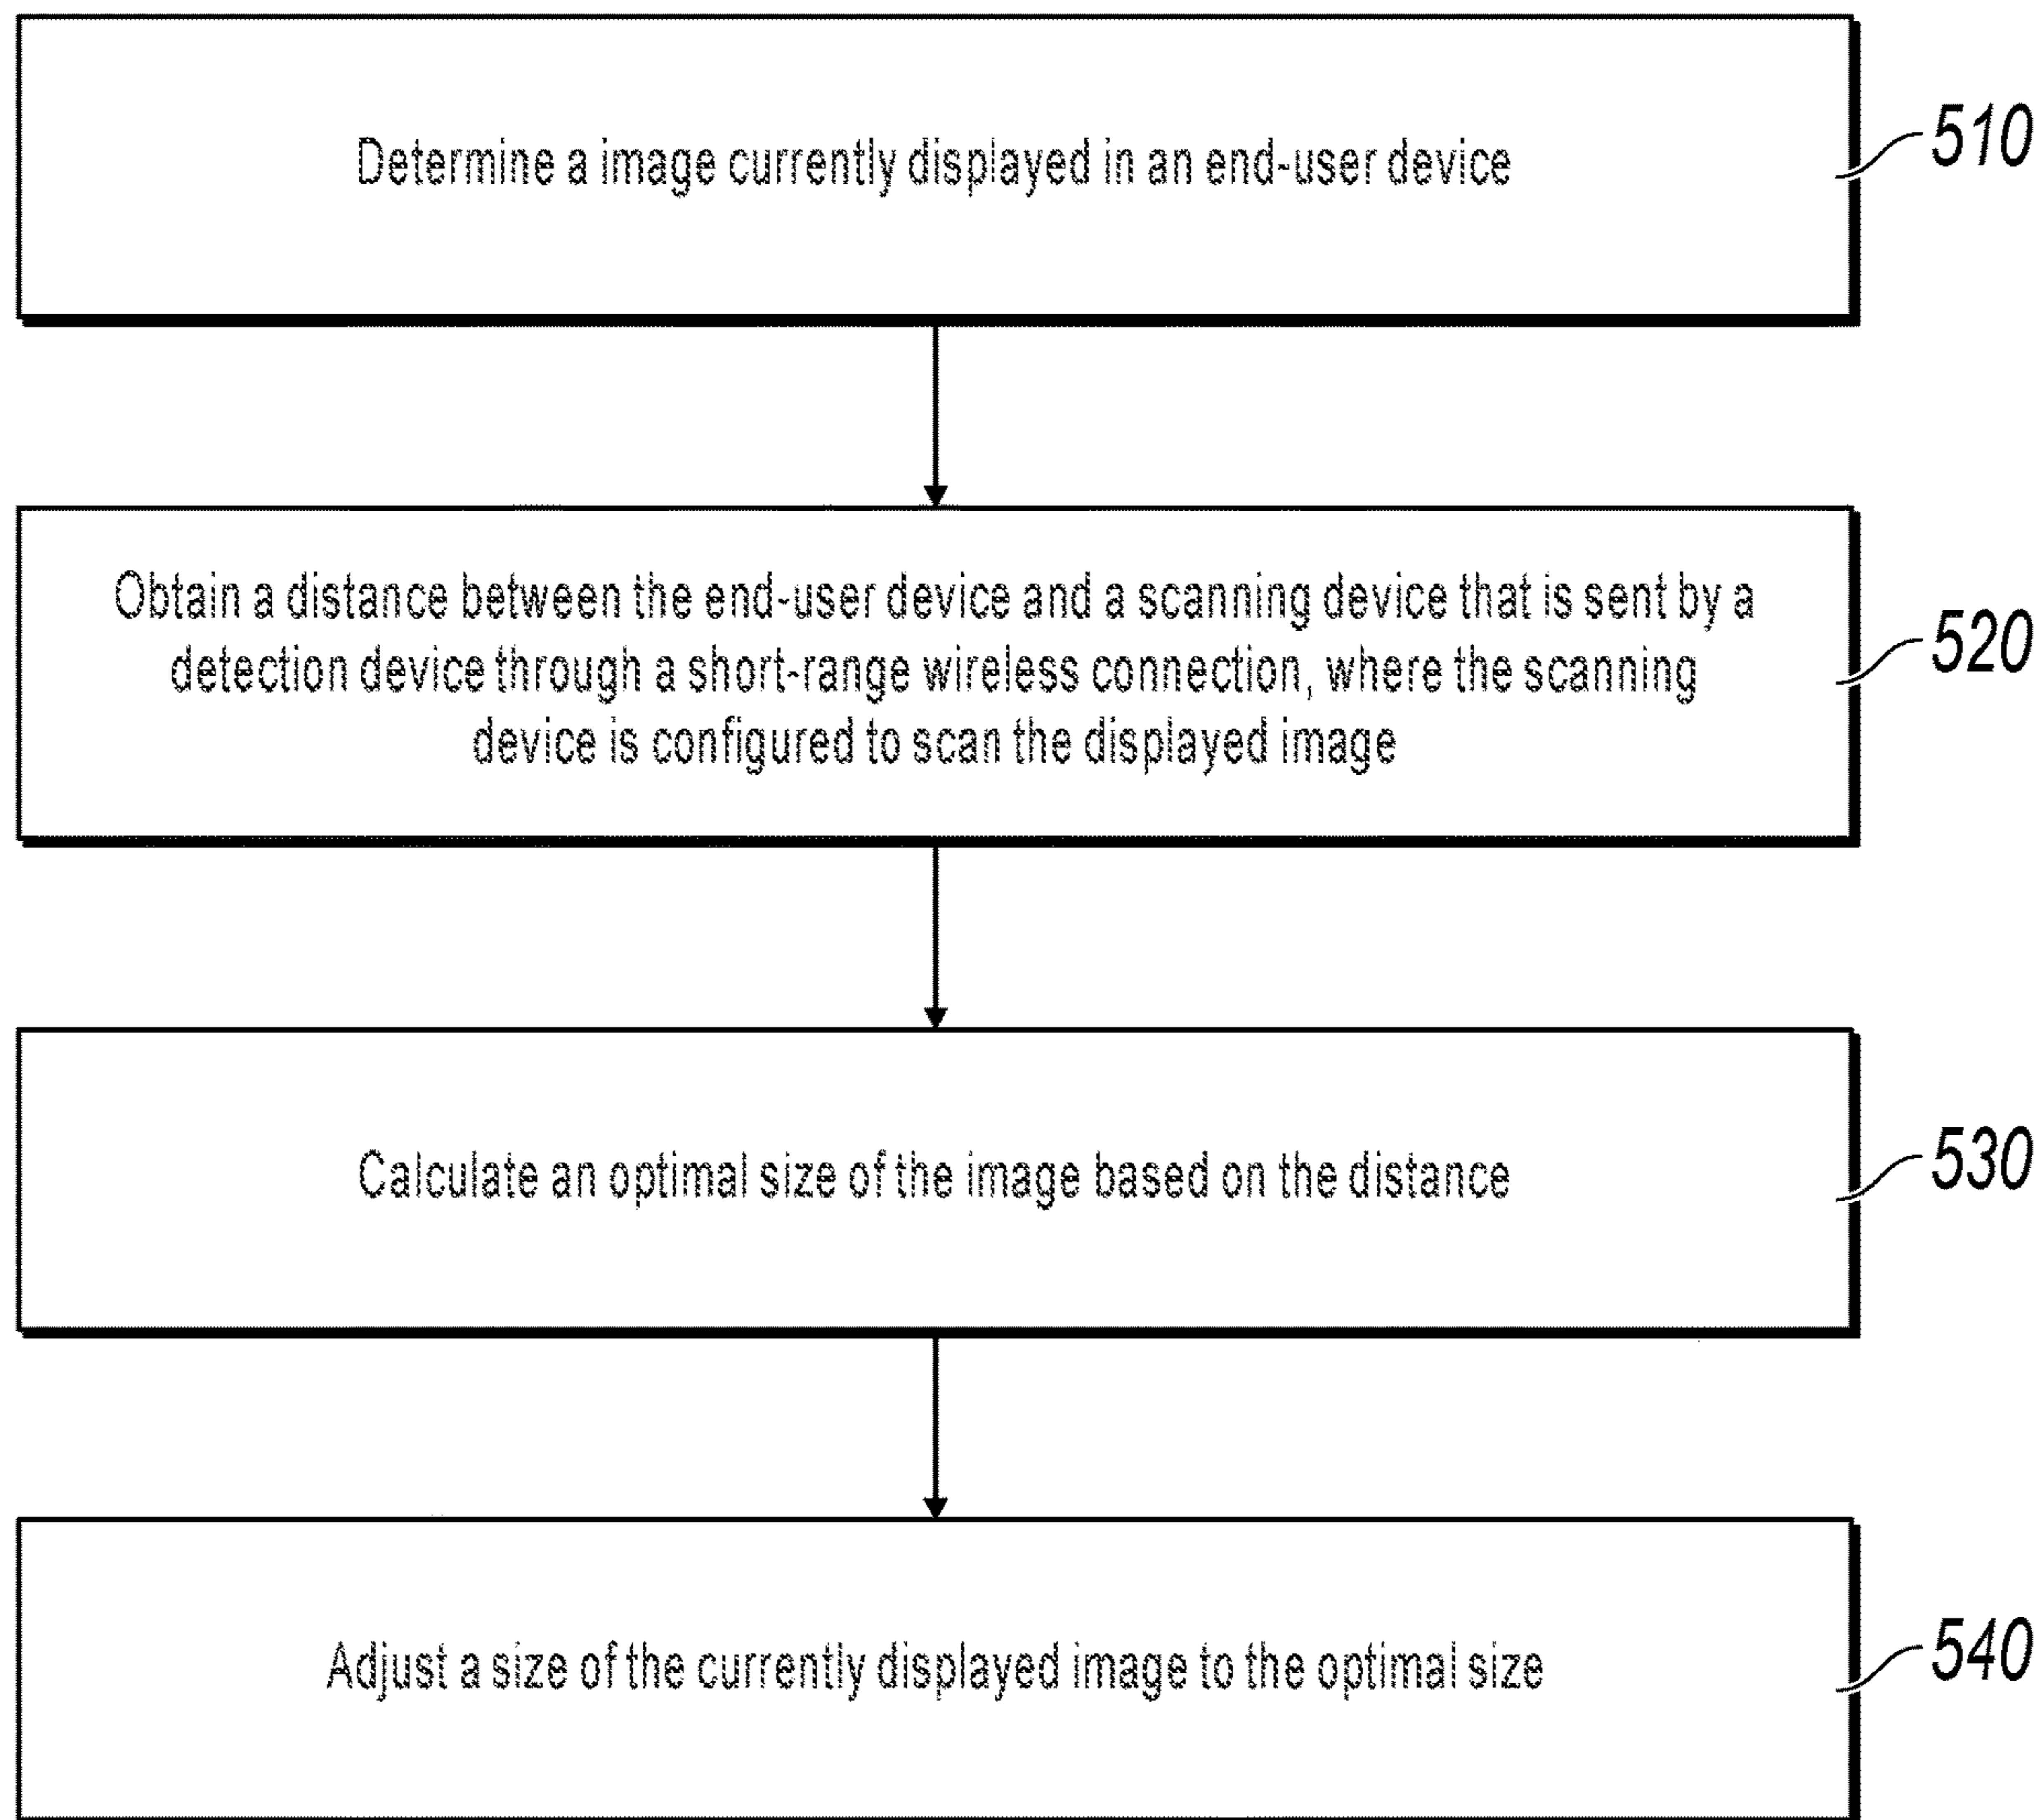 Determine a image currently displayed in an end-user device
510
Obtain a distance between the end-user device and a scanning device that is sent by a
detection device through a short-range wireless connection, where the scanning
device is configured to scan the displayed image
520
Calculate an optimal size of the image based on the distance
530
Adjust a size of the currently displayed image to the optimal size
540